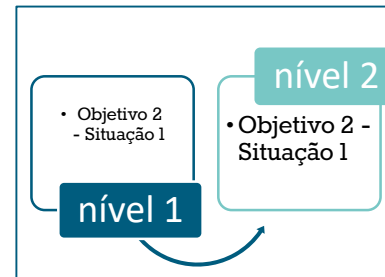 • Objetivo 2
- Situação 1
nível 1
nível 2
• Objetivo 2 -
Situação 1